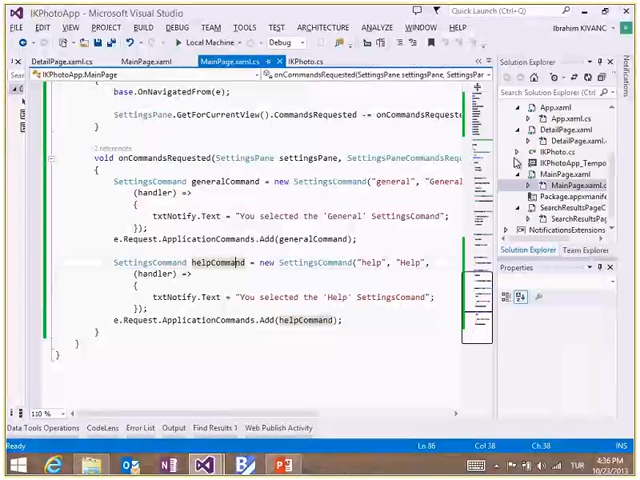 IKPhotoApp - Microsoft Visual Studio
Quick Launch (Ctrl+Q)
FILE EDIT VIEW PROJECT BUILD DEBUG TEAM TOOLS TEST ARCHITECTURE ANALYZE WINDOW HELP
Ibrahim KIVANC
Local Machine
Debug
DetailPage.xaml.cs
MainPage.xaml
MainPage.xaml.cs
IKPhoto.cs
IKPhotoApp.MainPage
onCommandsRequested(SettingsPane settingsPane, SettingsPar
base.OnNavigatedFrom(e);
SettingsPane.GetForCurrentView().CommandsRequested -= onCommandsReq
}
2 references
void onCommandsRequested(SettingsPane settingsPane, SettingsPaneCommandsReque
{
SettingsCommand generalCommand = new SettingsCommand("general", "General
(handler) =>
{
txtNotify.Text = "You selected the 'General' SettingsComand";
});
e.Request.ApplicationCommands.Add(generalCommand);
SettingsCommand helpCommand = new SettingsCommand("help", "Help",
(handler) =>
{
txtNotify.Text = "You selected the 'Help' SettingsComand";
});
e.Request.ApplicationCommands.Add(helpCommand);
}
}
}
110 %
Solution Explorer
Search Solution Explorer (
App.xaml
App.xaml.cs
DetailPage.xaml
DetailPage.xaml.
IKPhoto.cs
IKPhotoApp_Tempo
MainPage.xaml
MainPage.xaml.c
Package.appxmanife
SearchResultsPageC
SearchResultsPa
NotificationsExtensions
Solution Explorer
Team Explorer
Properties
Data Tools Operations
CodeLens
Error List
Output
Find Results 1
Web Publish Activity
Ready
Ln 86
Col 38
Ch 38
TUR
4:36 PM
10/23/2013